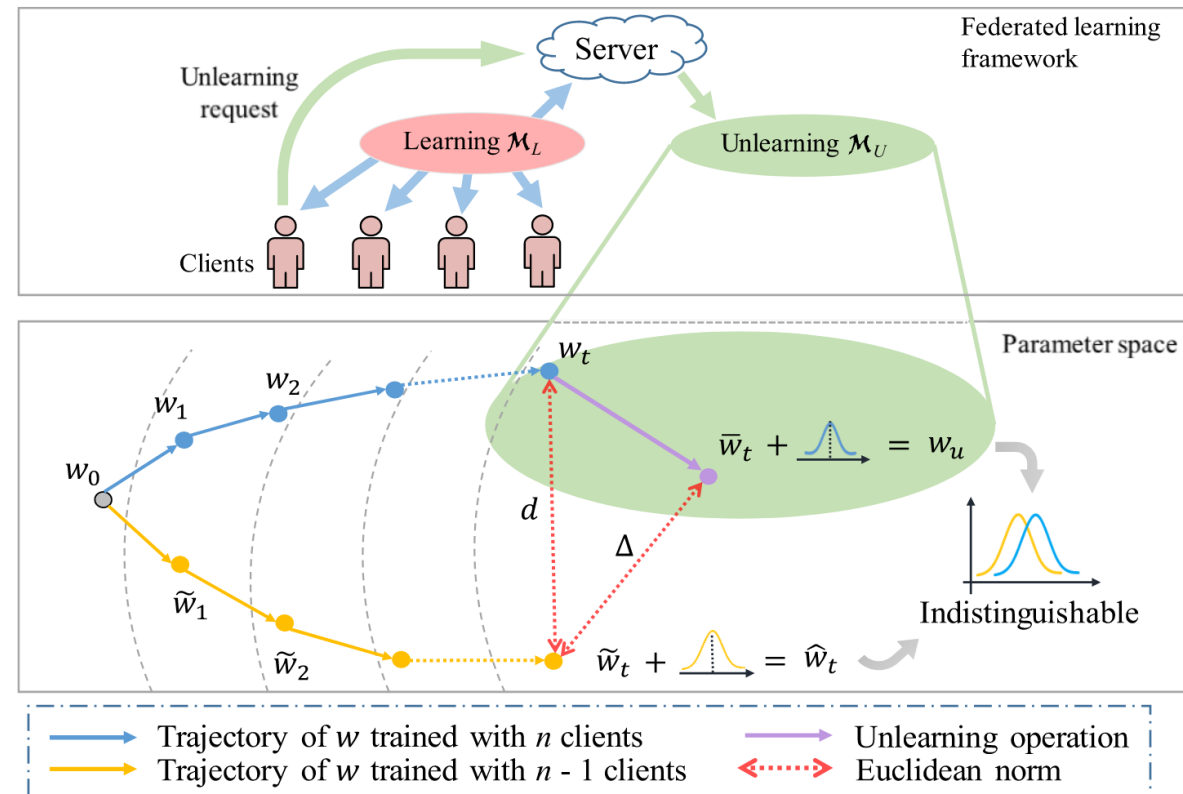 Federated learning
framework
Server
Unlearning
request
Learning 𝓜_L
Unlearning 𝓜_U
Clients
Parameter space
w_t
w_2
w_1
w̄_t + = w_u
w_0
d
Δ
w̃_1
Indistinguishable
w̃_2
w̃_t + = ŵ_t
Trajectory of w trained with n clients
Unlearning operation
Trajectory of w trained with n - 1 clients
Euclidean norm